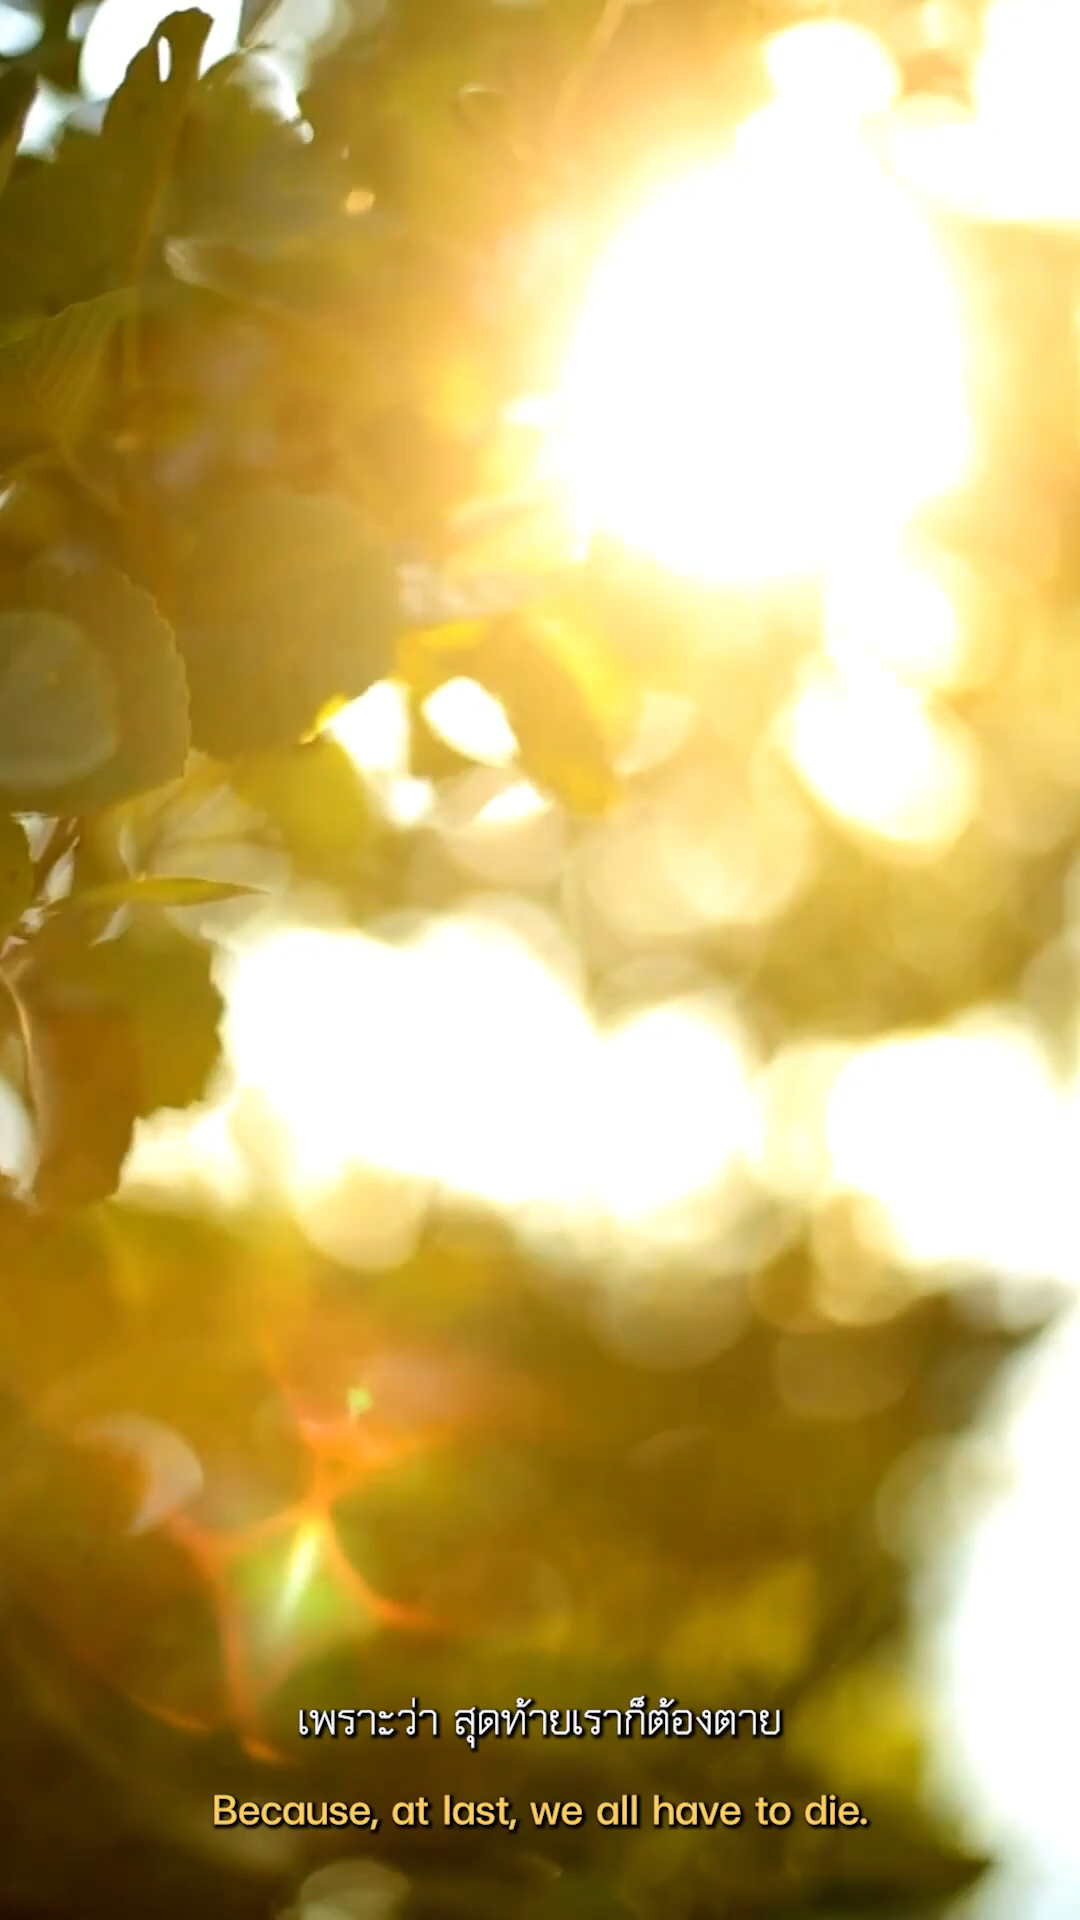 เพราะว่า สุดท้ายเราก็ต้องตาย
Because, at last, we all have to die.